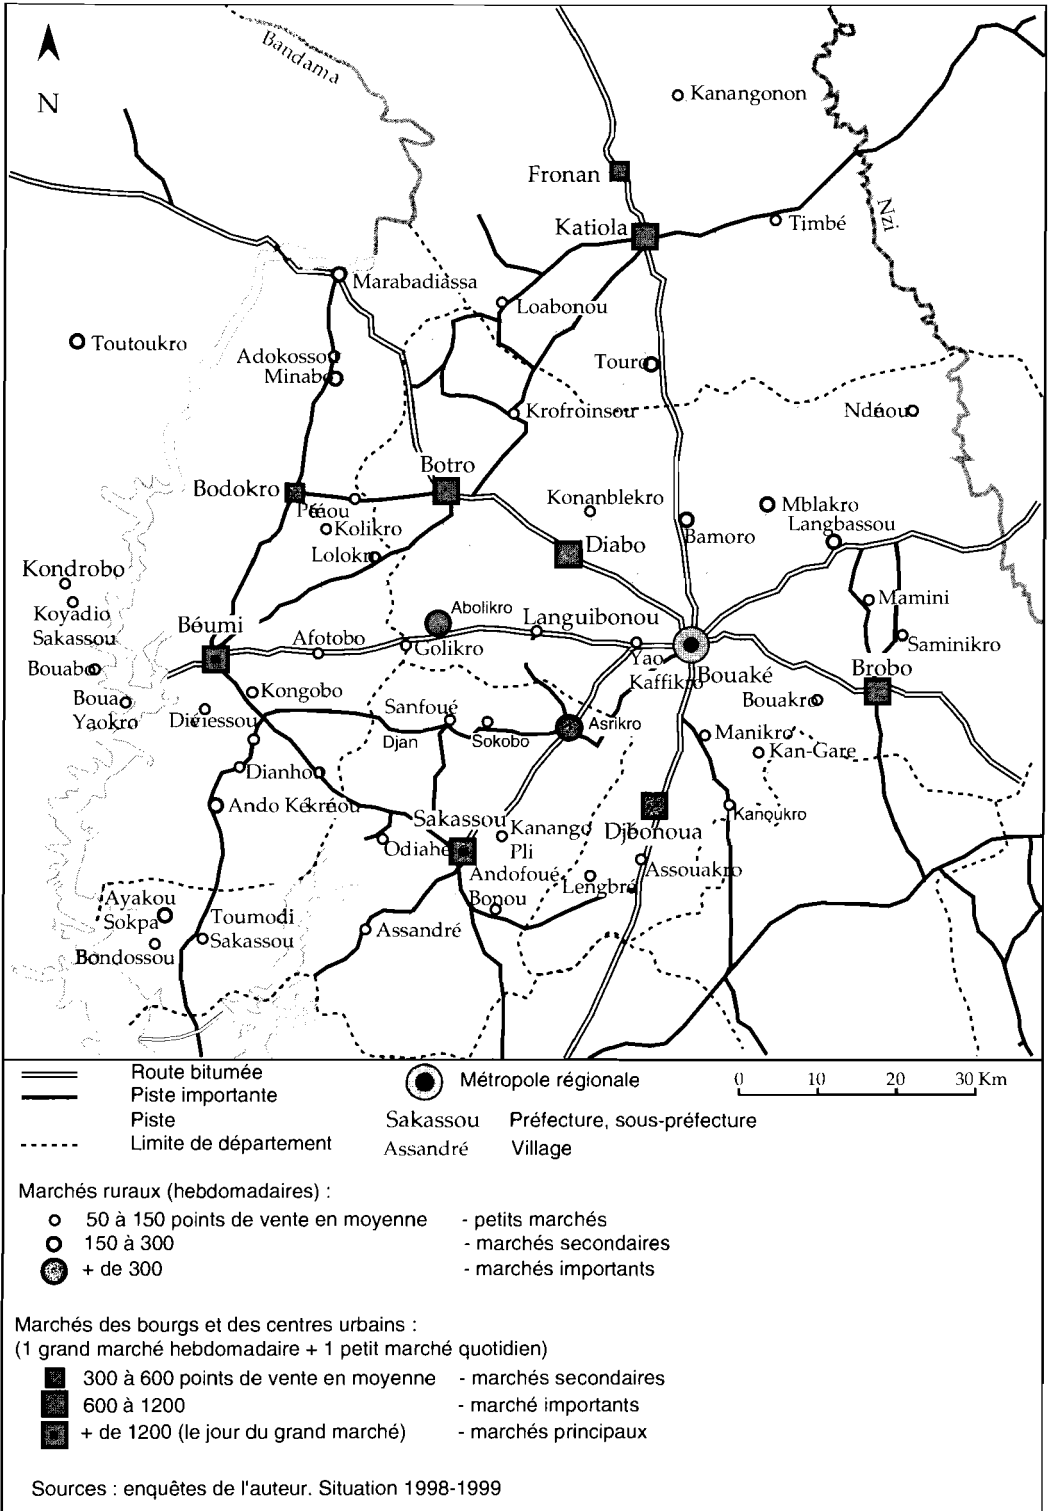 Bandama
N
Kanangonon
Fronan
Katiola
Timbé
Nzi
Marabadiassa
Loabonou
Toutoukro
Adokosso
Minabo
Touro
Krofroinsou
Ndéñou
Botro
Bodokro
Konanblekro
Mblakro
Langbassou
Kolikro
Diabo
Bamoro
Lolokro
Kondrobo
Koyadio
Sakassou
Mamini
Béoumi
Abolikro
Languibonou
Afotobo
Golikro
Saminikro
Bouabo
Yao
Kaffikro
Bouaké
Brobo
Boua
Yaokro
Kongobo
Bouakro
Diéviessou
Sanfoué
Asrikro
Djan
Sokobo
Manikro
Kan-Gare
Dianhou
Ando Kékrénou
Sakassou
Kanango
Pli
Djébonoua
Kanoukro
Odiahe
Andofoué
Bonou
Lengbré
Assouakro
Ayakou
Sokpa
Toumodi
Sakassou
Assandré
Bondossou
Route bitumée
Métropole régionale
0 10 20 30 Km
Piste importante
Piste
Sakassou Préfecture, sous-préfecture
Limite de département
Assandré Village
Marchés ruraux (hebdomadaires) :
50 à 150 points de vente en moyenne - petits marchés
150 à 300 - marchés secondaires
+ de 300 - marchés importants
Marchés des bourgs et des centres urbains :
(1 grand marché hebdomadaire + 1 petit marché quotidien)
300 à 600 points de vente en moyenne - marchés secondaires
600 à 1200 - marché importants
+ de 1200 (le jour du grand marché) - marchés principaux
Sources : enquêtes de l'auteur. Situation 1998-1999